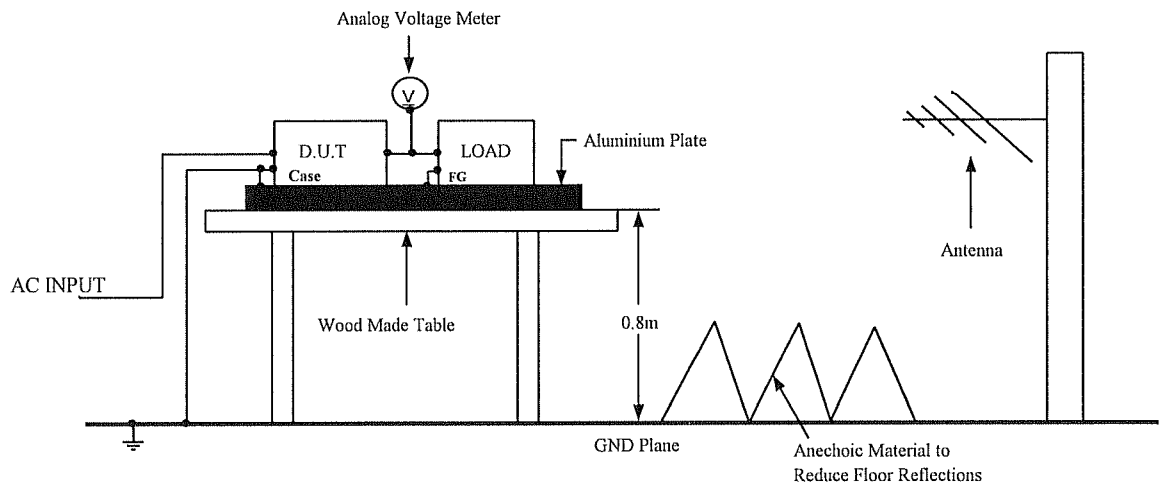 Analog Voltage Meter
V
D.U.T
LOAD
Aluminium Plate
Case
FG
Antenna
AC INPUT
Wood Made Table
0.8m
GND Plane
Anechoic Material to
Reduce Floor Reflections